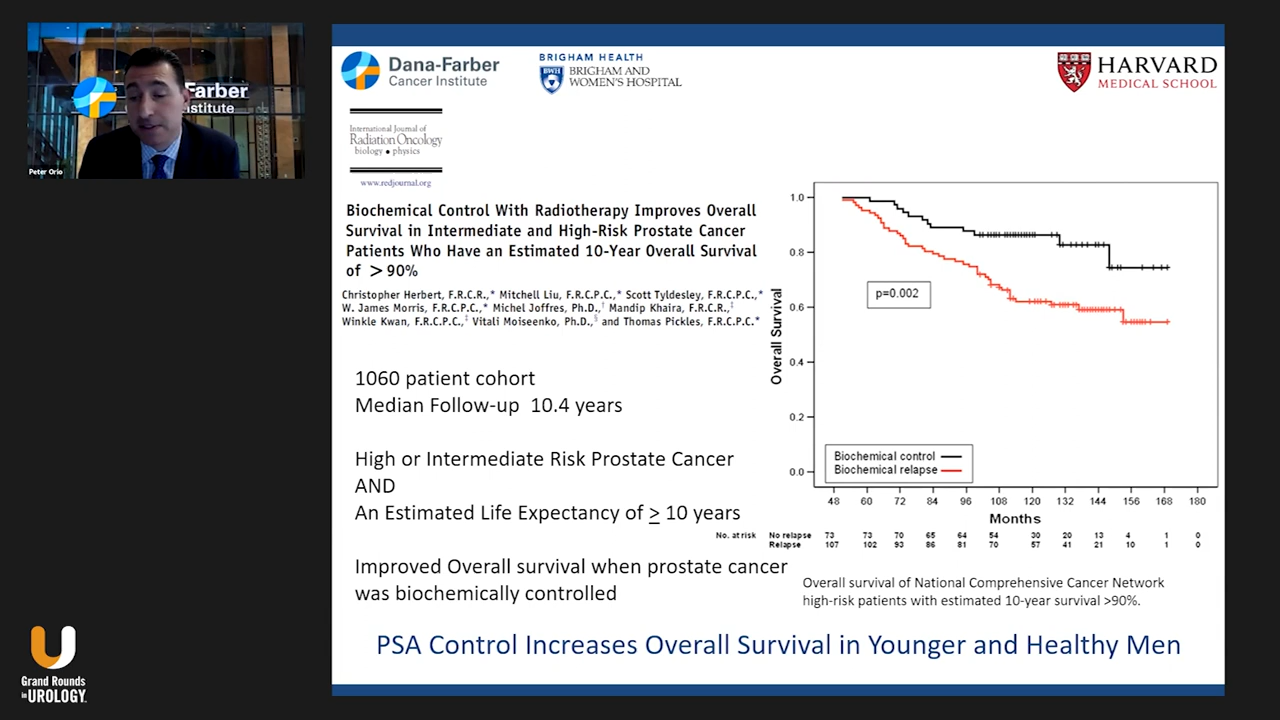 Farber
stitute
Peter Orio
Dana-Farber
Cancer Institute
BRIGHAM HEALTH
BWH
BRIGHAM AND
WOMEN'S HOSPITAL
HARVARD
MEDICAL SCHOOL
International Journal of
Radiation Oncology
biology • physics
www.redjournal.org
Biochemical Control With Radiotherapy Improves Overall
Survival in Intermediate and High-Risk Prostate Cancer
Patients Who Have an Estimated 10-Year Overall Survival
of >90%
Christopher Herbert, F.R.C.R.,* Mitchell Liu, F.R.C.P.C.,* Scott Tyldesley, F.R.C.P.C.,*
W. James Morris, F.R.C.P.C.,* Michel Joffres, Ph.D.,† Mandip Khaira, F.R.C.R.,‡
Winkle Kwan, F.R.C.P.C.,‡ Vitali Moiseenko, Ph.D.,§ and Thomas Pickles, F.R.C.P.C.*
1060 patient cohort
Median Follow-up 10.4 years
High or Intermediate Risk Prostate Cancer
AND
An Estimated Life Expectancy of ≥ 10 years
Improved Overall survival when prostate cancer
was biochemically controlled
Overall Survival
1.0
0.8
0.6
0.4
0.2
0.0
p=0.002
Biochemical control
Biochemical relapse
48 60 72 84 96 108 120 132 144 156 168 180
Months
No. at risk No relapse 73 73 70 65 64 54 30 20 13 4 1 0
Relapse 107 102 93 86 81 70 57 41 21 10 1 0
Overall survival of National Comprehensive Cancer Network
high-risk patients with estimated 10-year survival >90%.
PSA Control Increases Overall Survival in Younger and Healthy Men
Grand Rounds
in UROLOGY